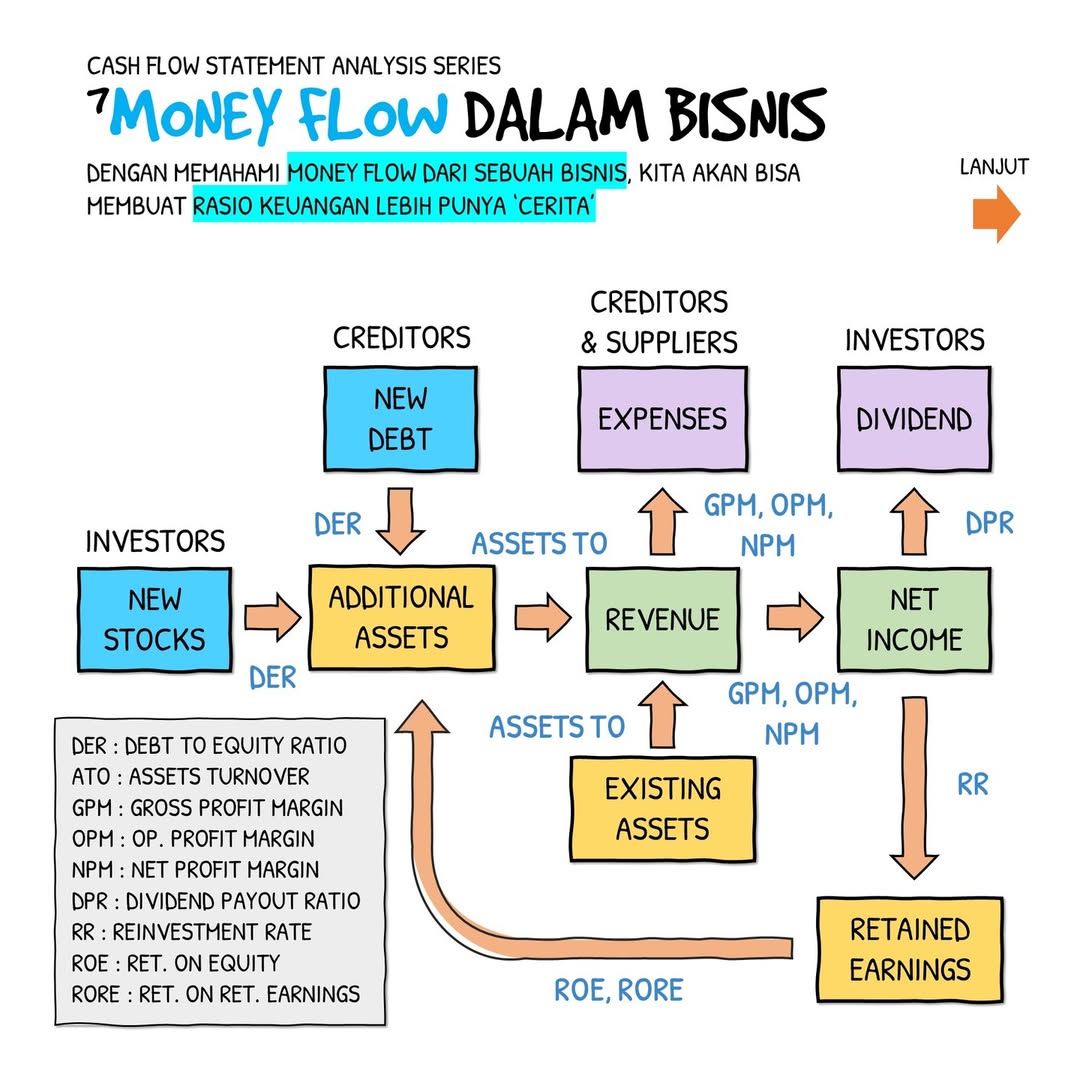 CASH FLOW STATEMENT ANALYSIS SERIES
7MONEY FLOW DALAM BISNIS
DENGAN MEMAHAMI MONEY FLOW DARI SEBUAH BISNIS, KITA AKAN BISA
MEMBUAT RASIO KEUANGAN LEBIH PUNYA 'CERITA'
LANJUT
CREDITORS
NEW
DEBT
CREDITORS
& SUPPLIERS
EXPENSES
INVESTORS
DIVIDEND
DER
ASSETS TO
GPM, OPM,
NPM
DPR
INVESTORS
NEW
STOCKS
DER
ADDITIONAL
ASSETS
REVENUE
NET
INCOME
ASSETS TO
GPM, OPM,
NPM
EXISTING
ASSETS
RR
RETAINED
EARNINGS
ROE, RORE
DER : DEBT TO EQUITY RATIO
ATO : ASSETS TURNOVER
GPM : GROSS PROFIT MARGIN
OPM : OP. PROFIT MARGIN
NPM : NET PROFIT MARGIN
DPR : DIVIDEND PAYOUT RATIO
RR : REINVESTMENT RATE
ROE : RET. ON EQUITY
RORE : RET. ON RET. EARNINGS